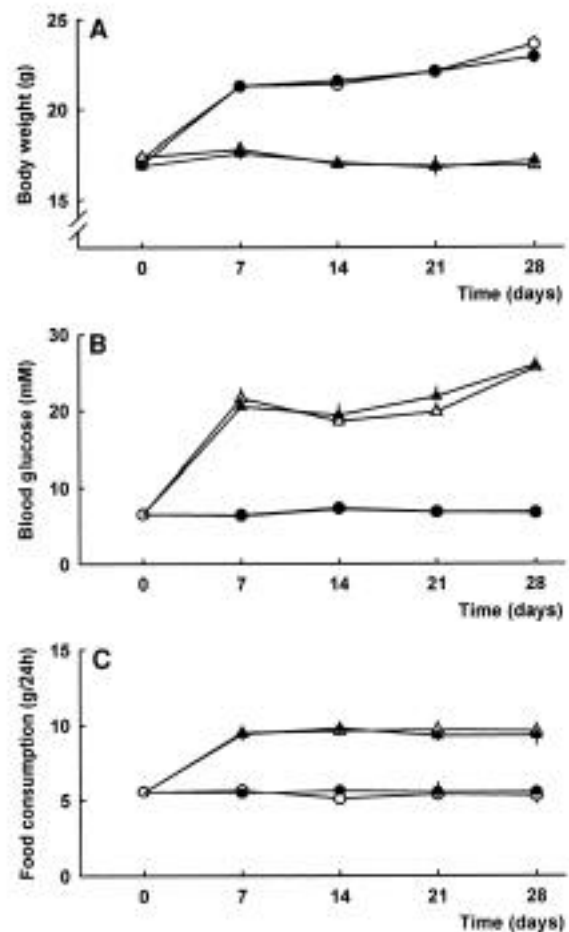 A
Body weight (g)
25
20
15
0 7 14 21 28
Time (days)
B
Blood glucose (mM)
30
20
10
0
0 7 14 21 28
Time (days)
C
Food consumption (g/24h)
15
10
5
0
0 7 14 21 28
Time (days)